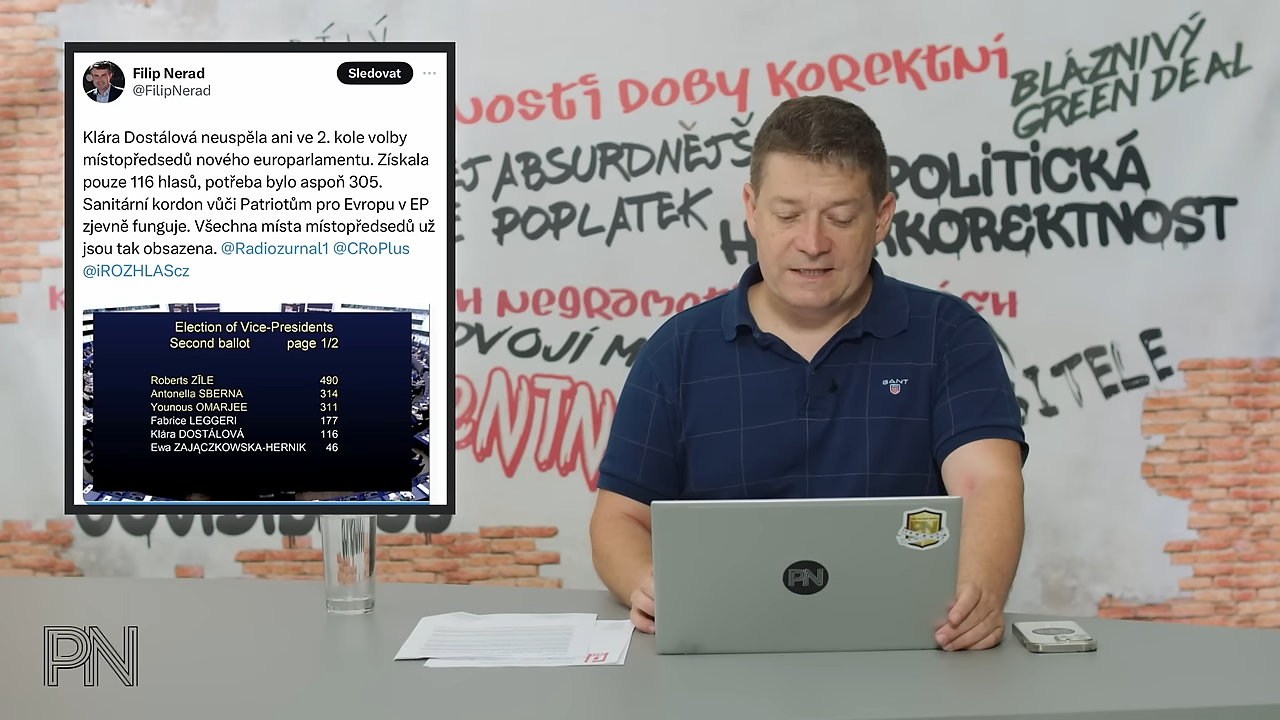 Filip Nerad
@FilipNerad
Sledovat
Klára Dostálová neuspěla ani ve 2. kole volby
místopředsedů nového europarlamentu. Získala
pouze 116 hlasů, potřeba bylo aspoň 305.
Sanitární kordon vůči Patriotům pro Evropu v EP
zjevně funguje. Všechna místa místopředsedů už
jsou tak obsazena. @Radiozurnal1 @CRoPlus
@iROZHLAScz
Election of Vice-Presidents
Second ballot page 1/2
Roberts ZĪLE 490
Antonella SBERNA 314
Younous OMARJEE 311
Fabrice LEGGERI 177
Klára DOSTÁLOVÁ 116
Ewa ZAJĄCZKOWSKA-HERNIK 46
DOBY KOREKTNÍ
BLÁZNIVÝ
GREEN DEAL
POLITICKÁ
POPLATEK
GANT
PN
PN